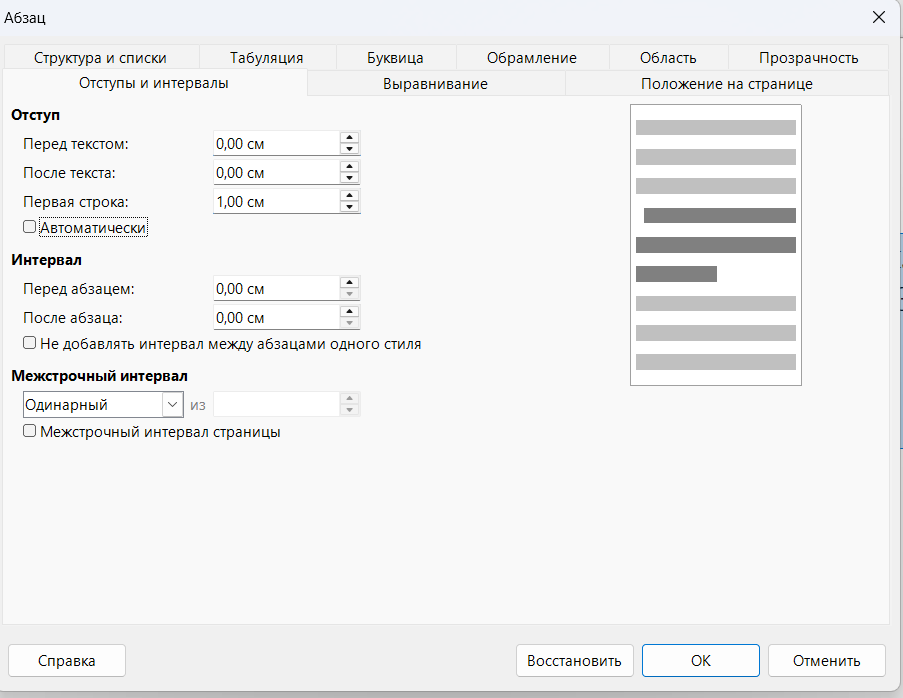 Абзац
Структура и списки Табуляция Буквица Обрамление Область Прозрачность
Отступы и интервалы Выравнивание Положение на странице
Отступ
Перед текстом: 0,00 см
После текста: 0,00 см
Первая строка: 1,00 см
Автоматически
Интервал
Перед абзацем: 0,00 см
После абзаца: 0,00 см
Не добавлять интервал между абзацами одного стиля
Межстрочный интервал
Одинарный из
Межстрочный интервал страницы
Справка Восстановить ОК Отменить